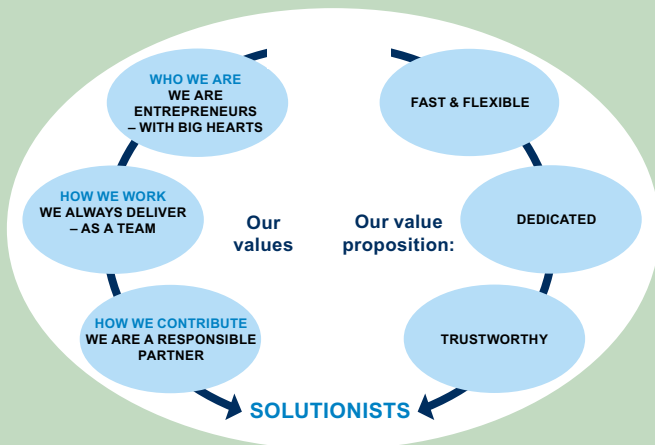 WHO WE ARE
WE ARE
ENTREPRENEURS
– WITH BIG HEARTS
HOW WE WORK
WE ALWAYS DELIVER
– AS A TEAM
HOW WE CONTRIBUTE
WE ARE A RESPONSIBLE
PARTNER
Our
values
Our value
proposition:
FAST & FLEXIBLE
DEDICATED
TRUSTWORTHY
SOLUTIONISTS